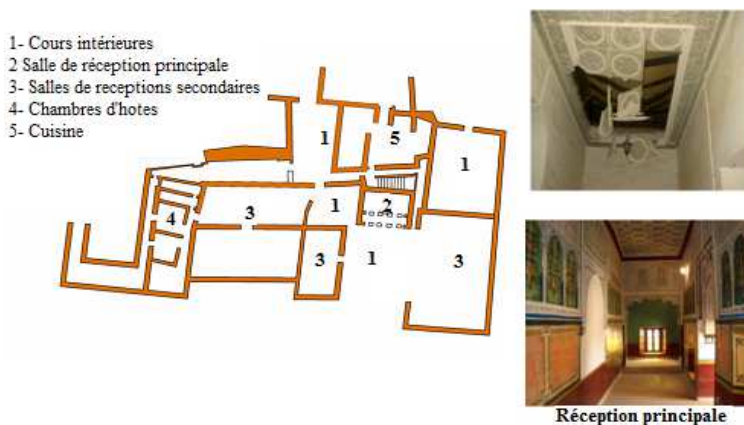 1- Cours intérieures
2 Salle de réception principale
3- Salles de receptions secondaires
4- Chambres d'hotes
5- Cuisine
1
5
1
4
3
1
2
3
1
3
Réception principale